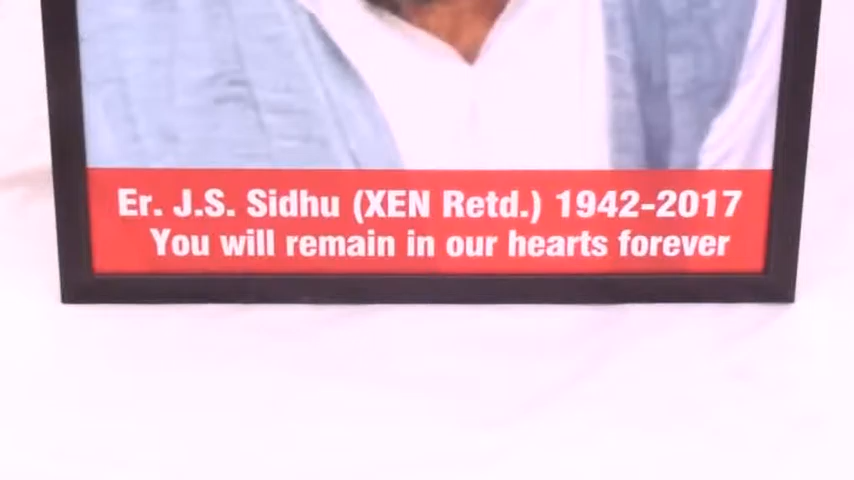 Er. J.S. Sidhu (XEN Retd.) 1942-2017
You will remain in our hearts forever